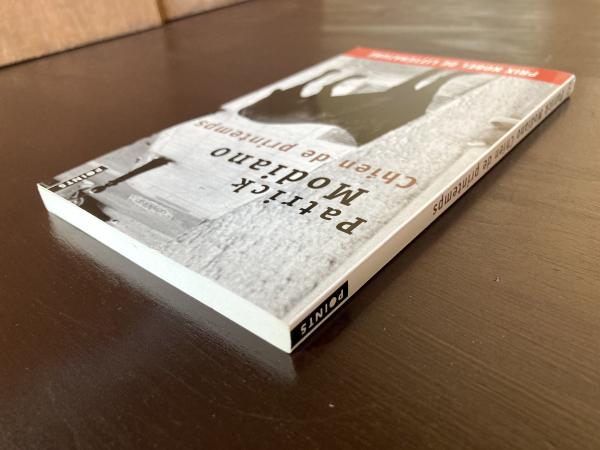 PRIX NOBEL DE LITTÉRATURE
Patrick
Modiano
Chien de printemps
POINTS
Patrick Modiano Chien de printemps
POINTS